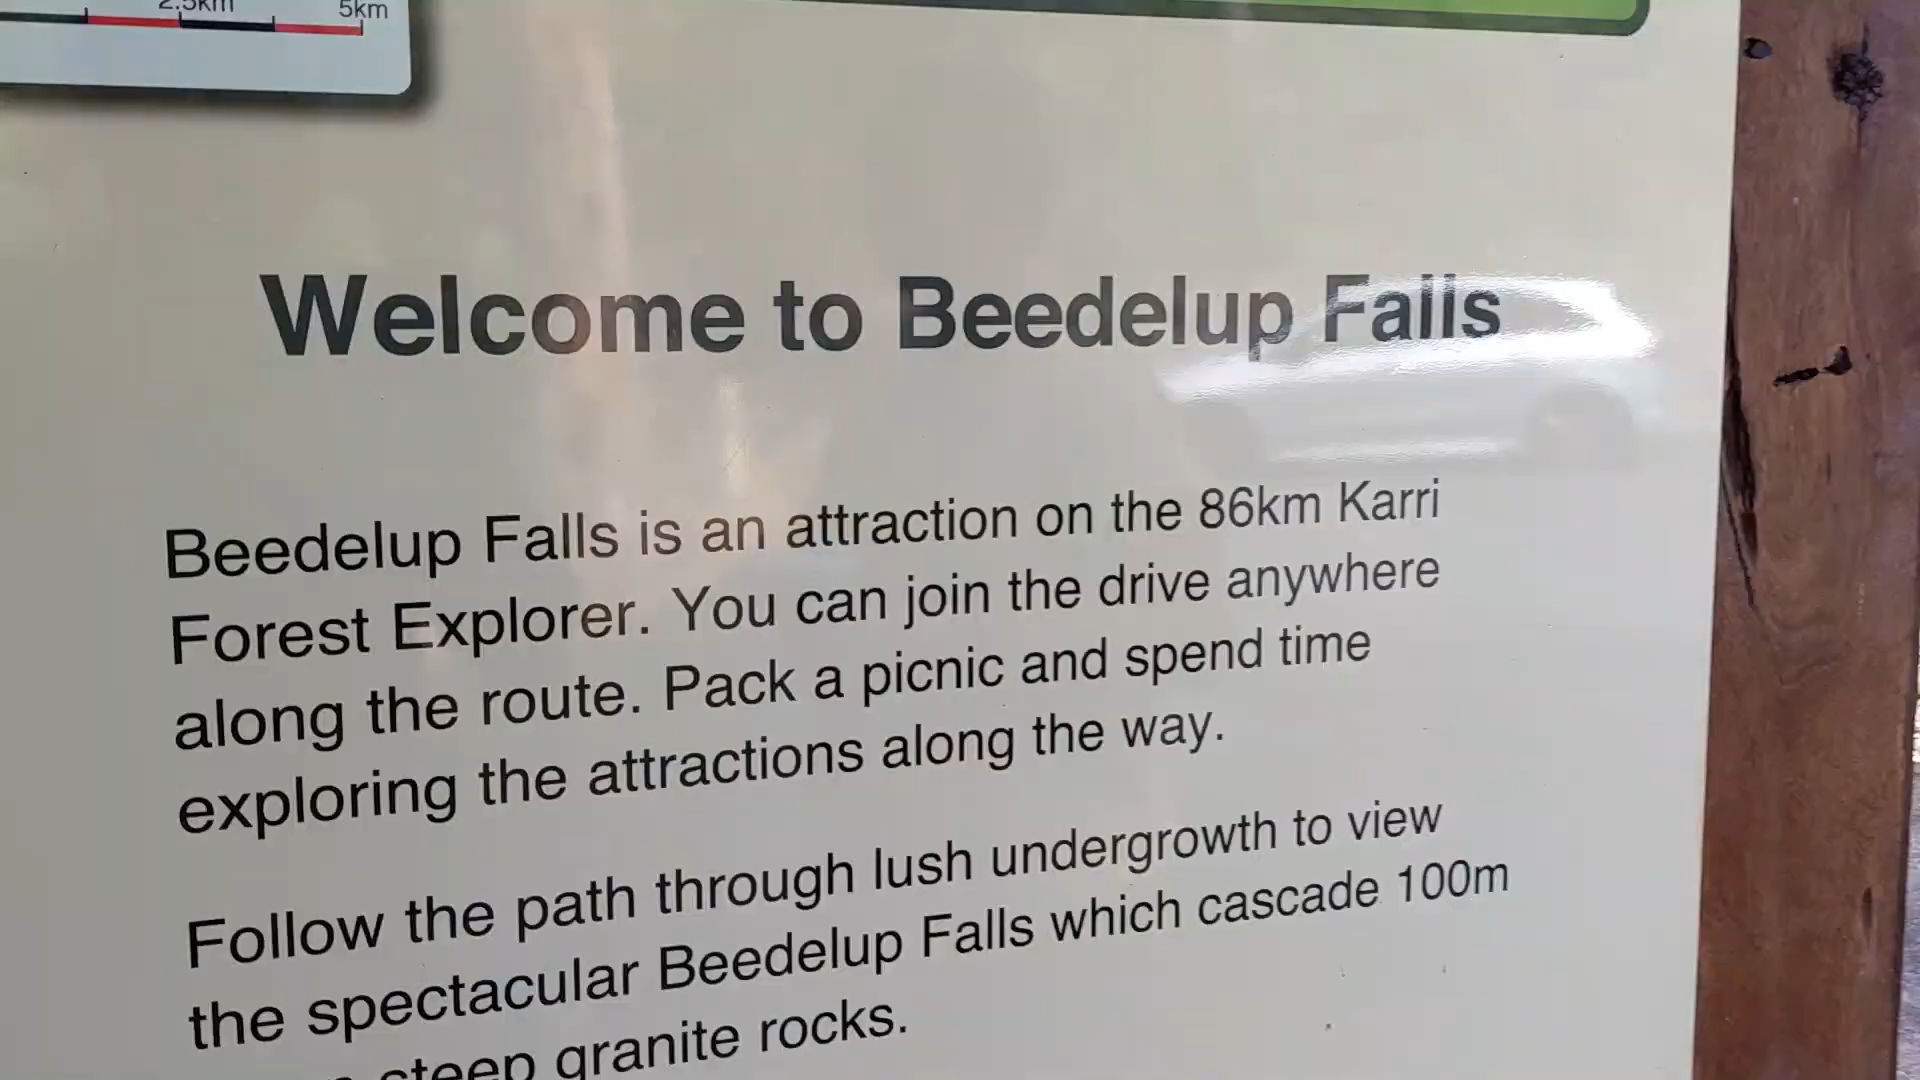 2.5km 5km
Welcome to Beedelup Falls
Beedelup Falls is an attraction on the 86km Karri
Forest Explorer. You can join the drive anywhere
along the route. Pack a picnic and spend time
exploring the attractions along the way.
Follow the path through lush undergrowth to view
the spectacular Beedelup Falls which cascade 100m
steep granite rocks.